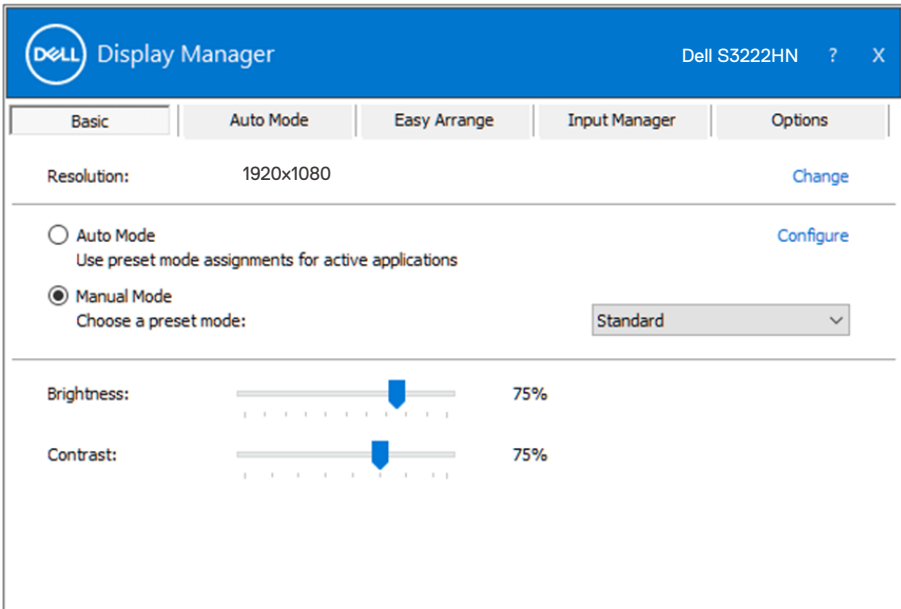 DELL Display Manager Dell S3222HN ? X
Basic Auto Mode Easy Arrange Input Manager Options
Resolution: 1920x1080 Change
Auto Mode Configure
Use preset mode assignments for active applications
Manual Mode
Choose a preset mode: Standard
Brightness: 75%
Contrast: 75%